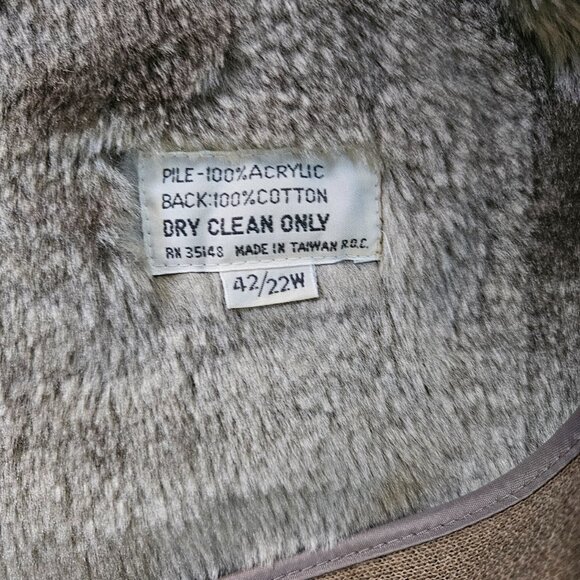 PILE-100%ACRYLIC
BACK:100%COTTON
DRY CLEAN ONLY
RN 35148 MADE IN TAIWAN R.O.C.
42/22W